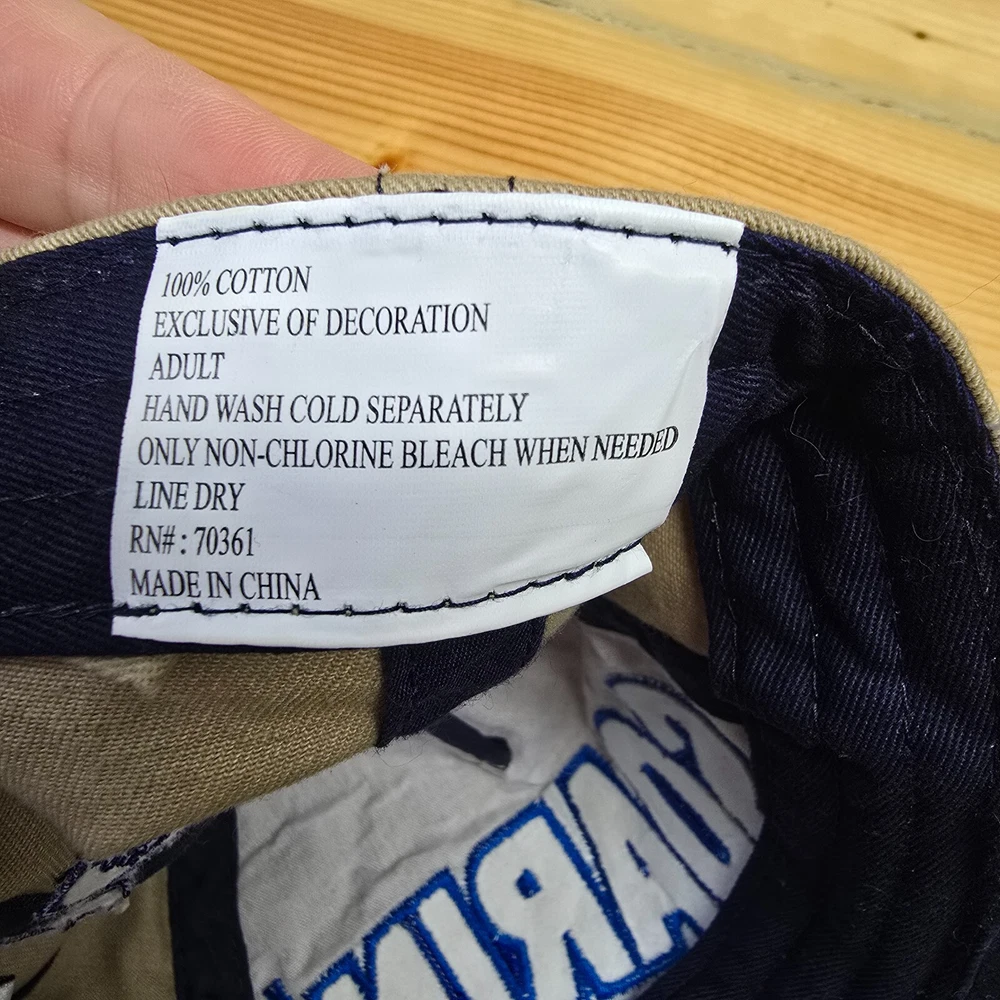 100% COTTON
EXCLUSIVE OF DECORATION
ADULT
HAND WASH COLD SEPARATELY
ONLY NON-CHLORINE BLEACH WHEN NEEDED
LINE DRY
RN# : 70361
MADE IN CHINA